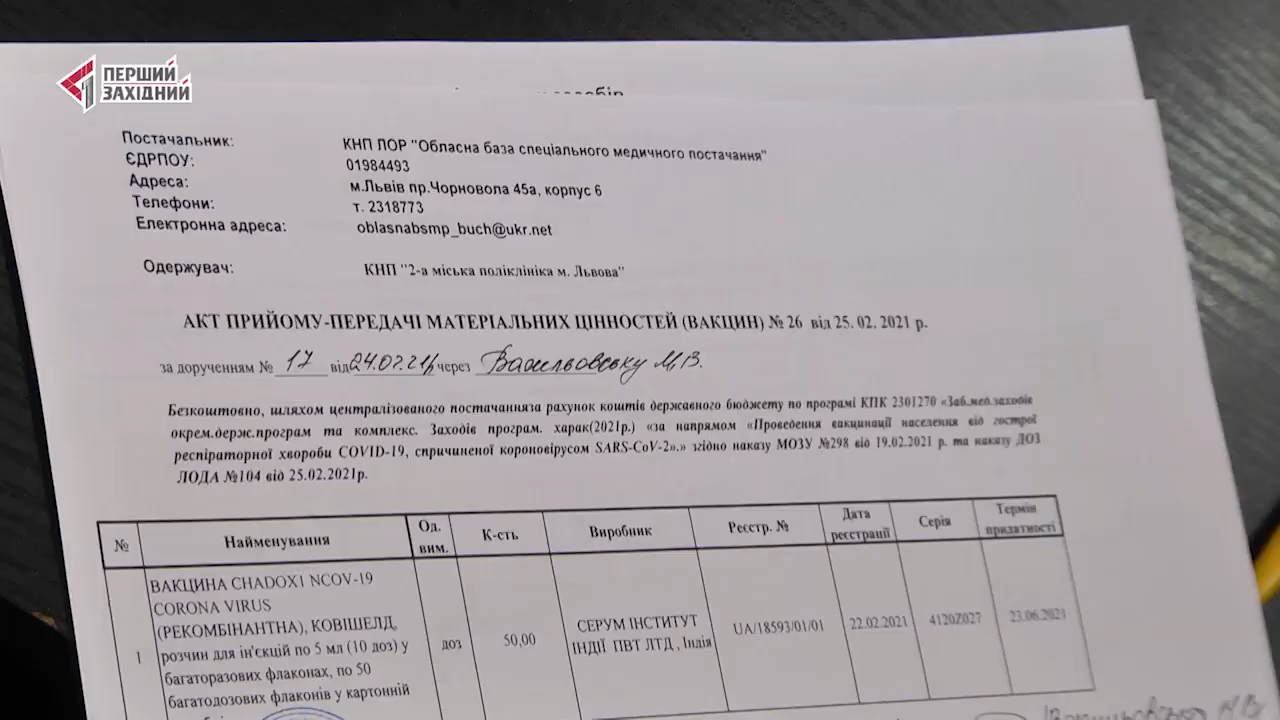 ПЕРШИЙ
ЗАХІДНИЙ
Постачальник: КНП ЛОР "Обласна база спеціального медичного постачання"
ЄДРПОУ: 01984493
Адреса: м.Львів пр.Чорновола 45а, корпус 6
Телефони: т. 2318773
Електронна адреса: oblasnabsmp_buch@ukr.net
Одержувач: КНП "2-а міська поліклініка м. Львова"
АКТ ПРИЙОМУ-ПЕРЕДАЧІ МАТЕРІАЛЬНИХ ЦІННОСТЕЙ (ВАКЦИН) № 26 від 25. 02. 2021 р.
за дорученням № 17 від 24.02.21р через Васильовську М.В.
Безкоштовно, шляхом централізованого постачанняза рахунок коштів державного бюджету по програмі КПК 2301270 «Заб.мед.заходів
окрем.держ.програм та комплекс. Заходів програм. харак(2021р.) «за напрямом «Проведення вакцинації населення від гострої
респіраторної хвороби COVID-19, спричиненої короновірусом SARS-CoV-2».» згідно наказу МОЗУ №298 від 19.02.2021 р. та наказу ДОЗ
ЛОДА №104 від 25.02.2021р.
№ Найменування Од. вим. К-сть Виробник Реєстр. № Дата реєстрації Серія Термін придатності
ВАКЦИНА CHADOX1 NCOV-19
CORONA VIRUS
(РЕКОМБІНАНТНА), КОВІШЕЛД,
1 розчин для ін'єкцій по 5 мл (10 доз) у доз 50,00 СЕРУМ ІНСТИТУТ ІНДІЇ ПВТ ЛТД , Індія UA/18593/01/01 22.02.2021 4120Z027 23.06.2021
багаторазових флаконах, по 50
багатодозових флаконів у картонній